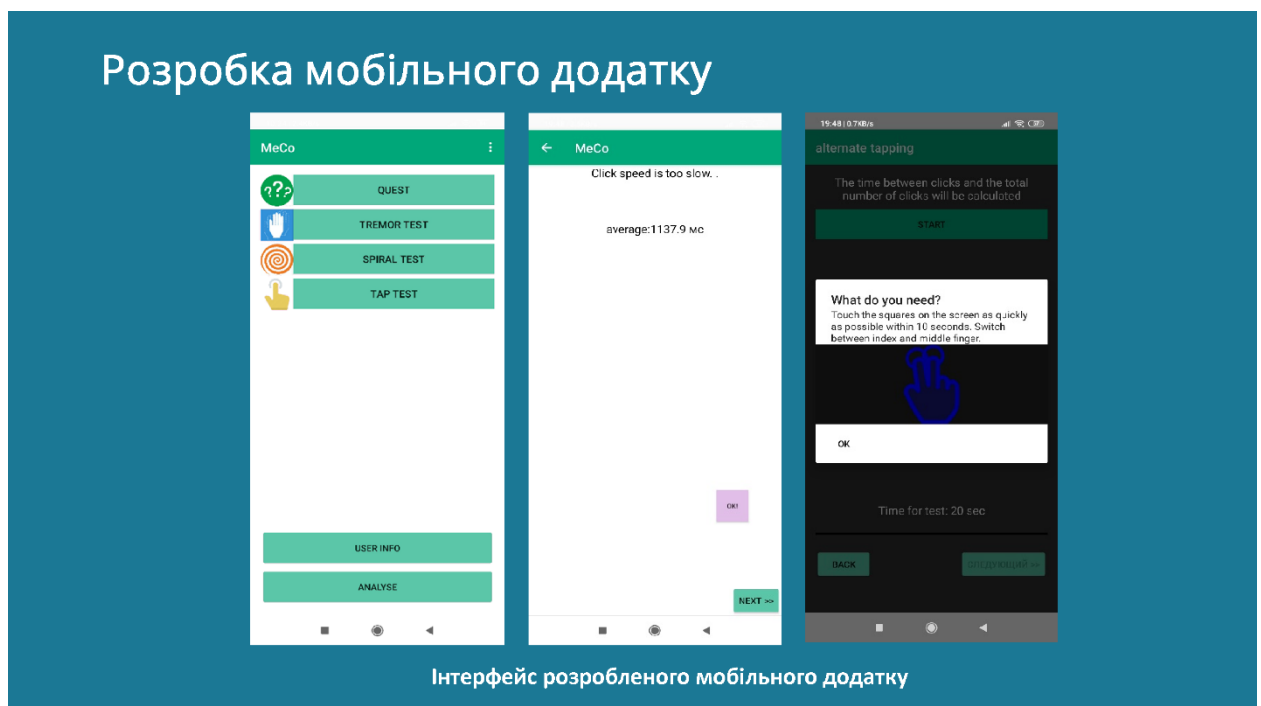 Розробка мобільного додатку
MeCo
???
QUEST
TREMOR TEST
SPIRAL TEST
TAP TEST
USER INFO
ANALYSE
MeCo
Click speed is too slow. .
average:1137.9 мс
OK!
NEXT >>
19:48 | 0.7KB/s
alternate tapping
The time between clicks and the total
number of clicks will be calculated
START
What do you need?
Touch the squares on the screen as quickly
as possible within 10 seconds. Switch
between index and middle finger.
OK
Time for test: 20 sec
BACK
СЛЕДУЮЩИЙ >>
Інтерфейс розробленого мобільного додатку